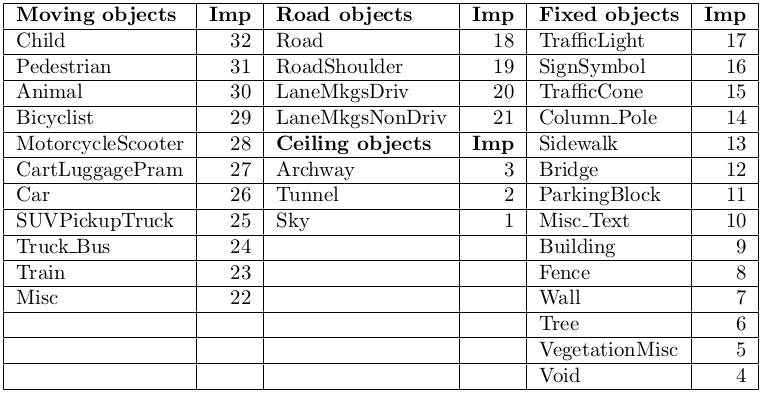 Moving objects Imp Road objects Imp Fixed objects Imp
Child 32 Road 18 TrafficLight 17
Pedestrian 31 RoadShoulder 19 SignSymbol 16
Animal 30 LaneMkgsDriv 20 TrafficCone 15
Bicyclist 29 LaneMkgsNonDriv 21 Column_Pole 14
MotorcycleScooter 28 Ceiling objects Imp Sidewalk 13
CartLuggagePram 27 Archway 3 Bridge 12
Car 26 Tunnel 2 ParkingBlock 11
SUVPickupTruck 25 Sky 1 Misc_Text 10
Truck_Bus 24 Building 9
Train 23 Fence 8
Misc 22 Wall 7
Tree 6
VegetationMisc 5
Void 4